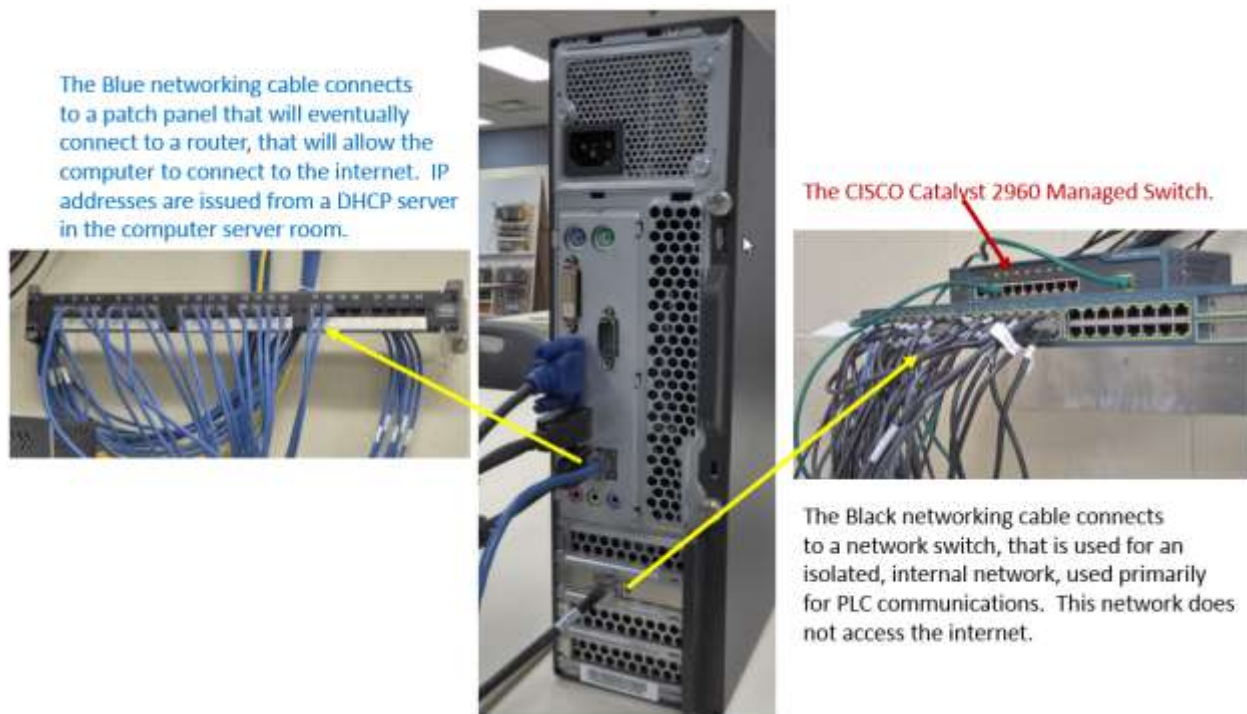 The Blue networking cable connects
to a patch panel that will eventually
connect to a router, that will allow the
computer to connect to the internet.  IP
addresses are issued from a DHCP server
in the computer server room.
The CISCO Catalyst 2960 Managed Switch.
The Black networking cable connects
to a network switch, that is used for an
isolated, internal network, used primarily
for PLC communications.  This network does
not access the internet.